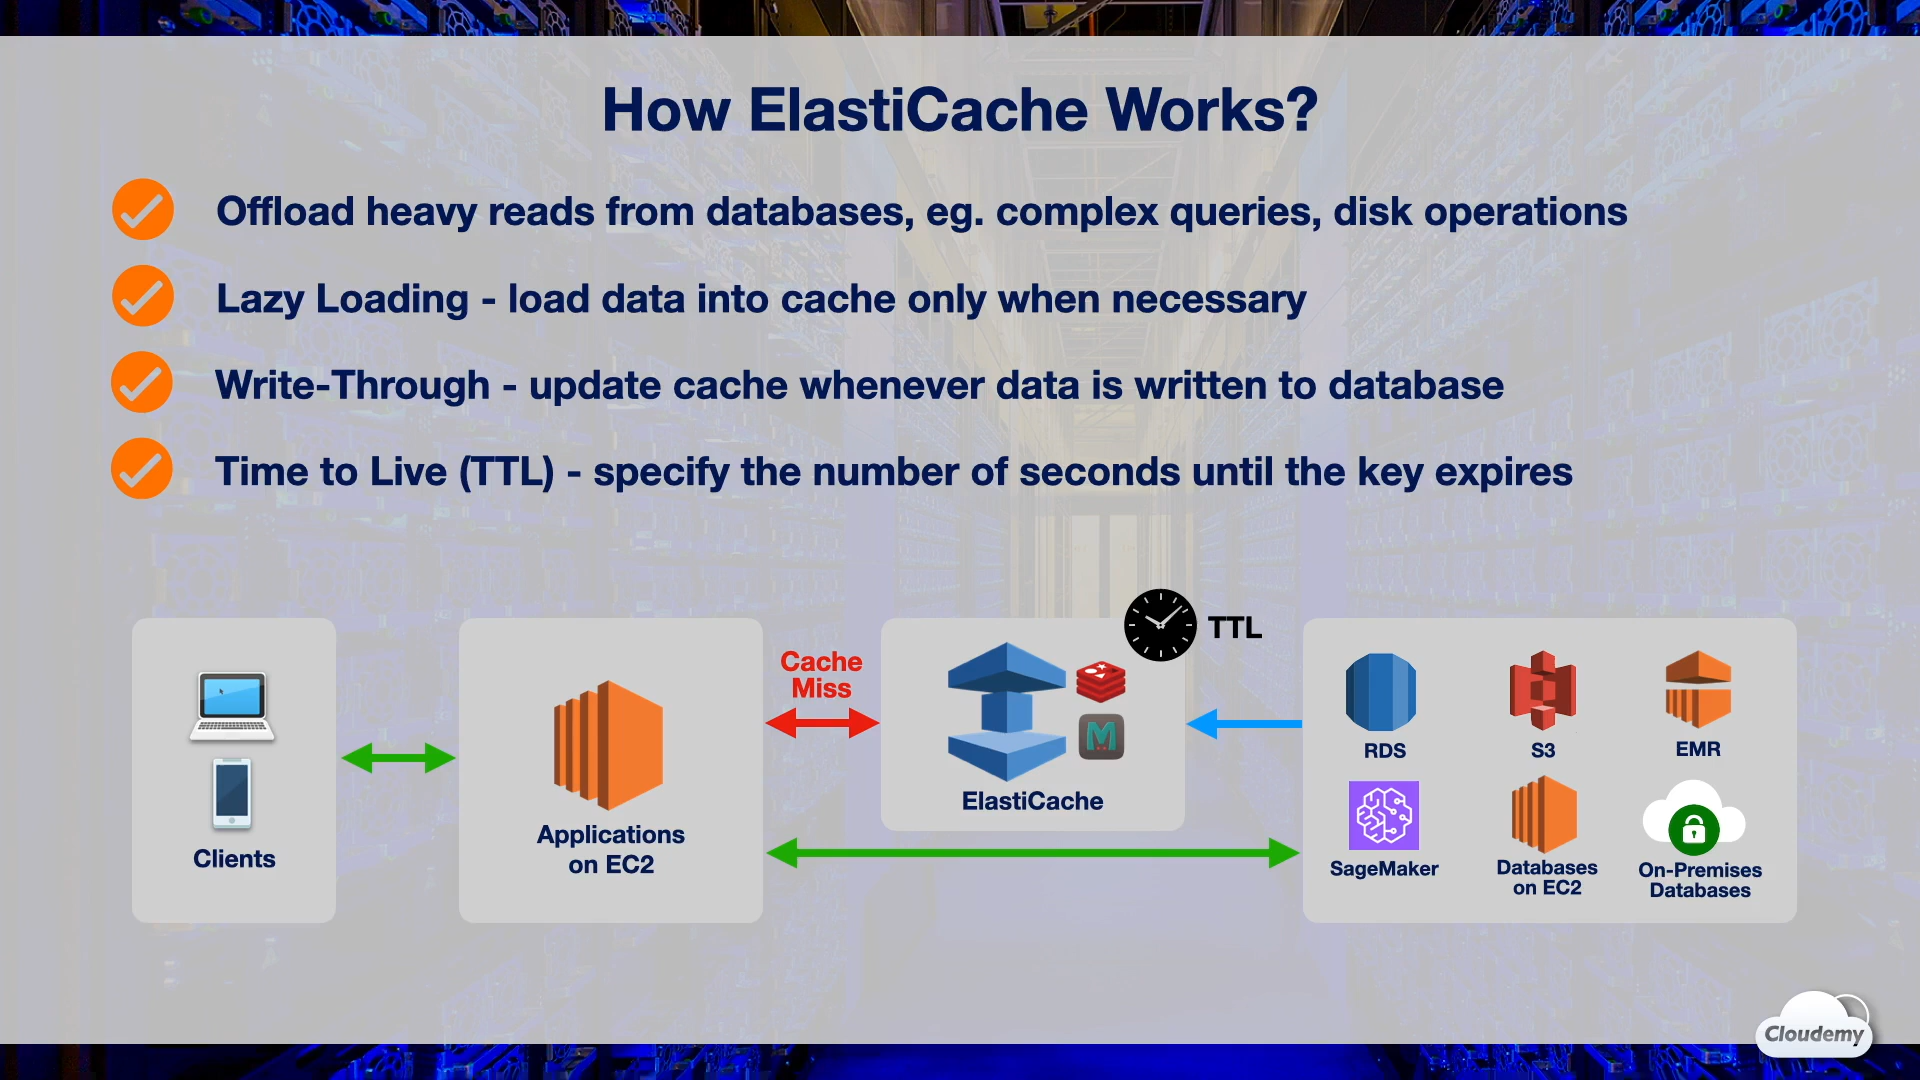 How ElastiCache Works?
Offload heavy reads from databases, eg. complex queries, disk operations
Lazy Loading - load data into cache only when necessary
Write-Through - update cache whenever data is written to database
Time to Live (TTL) - specify the number of seconds until the key expires
TTL
Cache
Miss
Clients
Applications
on EC2
M
ElastiCache
RDS
S3
EMR
SageMaker
Databases
on EC2
On-Premises
Databases
Cloudemy